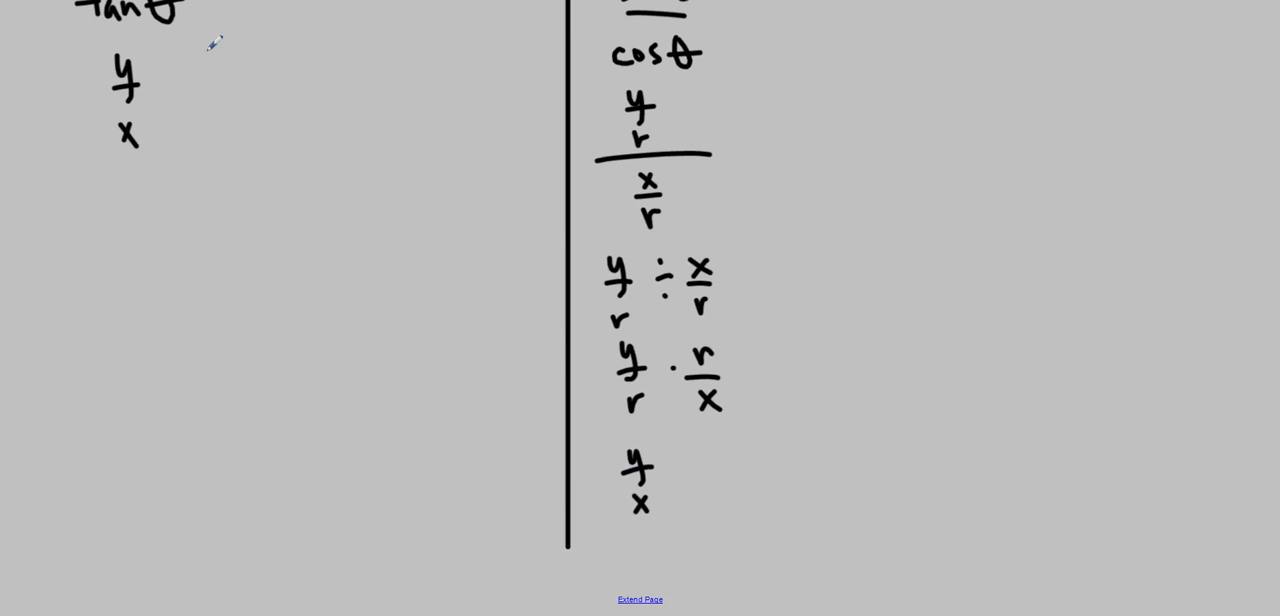 tanθ
y
x
cosθ
y
r
x
r
y ÷ x
r r
y · r
r x
y
x
Extend Page